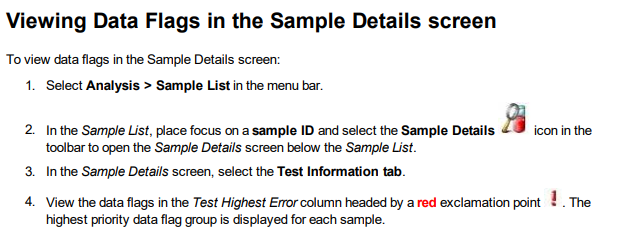 Viewing Data Flags in the Sample Details screen
To view data flags in the Sample Details screen:
1. Select Analysis > Sample List in the menu bar.
2. In the Sample List, place focus on a sample ID and select the Sample Details icon in the
toolbar to open the Sample Details screen below the Sample List.
3. In the Sample Details screen, select the Test Information tab.
4. View the data flags in the Test Highest Error column headed by a red exclamation point ! . The
highest priority data flag group is displayed for each sample.